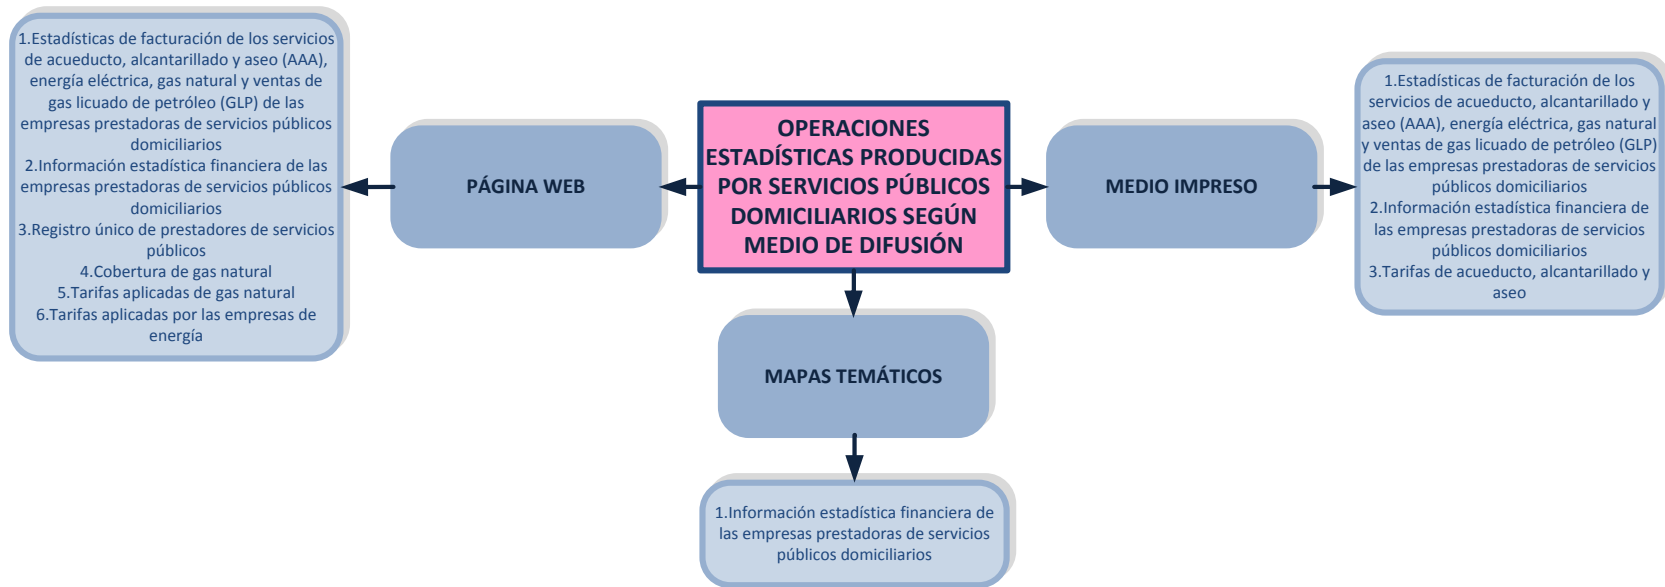 1.Estadísticas de facturación de los servicios
de acueducto, alcantarillado y aseo (AAA),
energía eléctrica, gas natural y ventas de
gas licuado de petróleo (GLP) de las
empresas prestadoras de servicios públicos
domiciliarios
2.Información estadística financiera de las
empresas prestadoras de servicios públicos
domiciliarios
3.Registro único de prestadores de servicios
públicos
4.Cobertura de gas natural
5.Tarifas aplicadas de gas natural
6.Tarifas aplicadas por las empresas de
energía
PÁGINA WEB
OPERACIONES
ESTADÍSTICAS PRODUCIDAS
POR SERVICIOS PÚBLICOS
DOMICILIARIOS SEGÚN
MEDIO DE DIFUSIÓN
MEDIO IMPRESO
1.Estadísticas de facturación de los
servicios de acueducto, alcantarillado y
aseo (AAA), energía eléctrica, gas natural
y ventas de gas licuado de petróleo (GLP)
de las empresas prestadoras de servicios
públicos domiciliarios
2.Información estadística financiera de
las empresas prestadoras de servicios
públicos domiciliarios
3.Tarifas de acueducto, alcantarillado y
aseo
MAPAS TEMÁTICOS
1.Información estadística financiera de
las empresas prestadoras de servicios
públicos domiciliarios